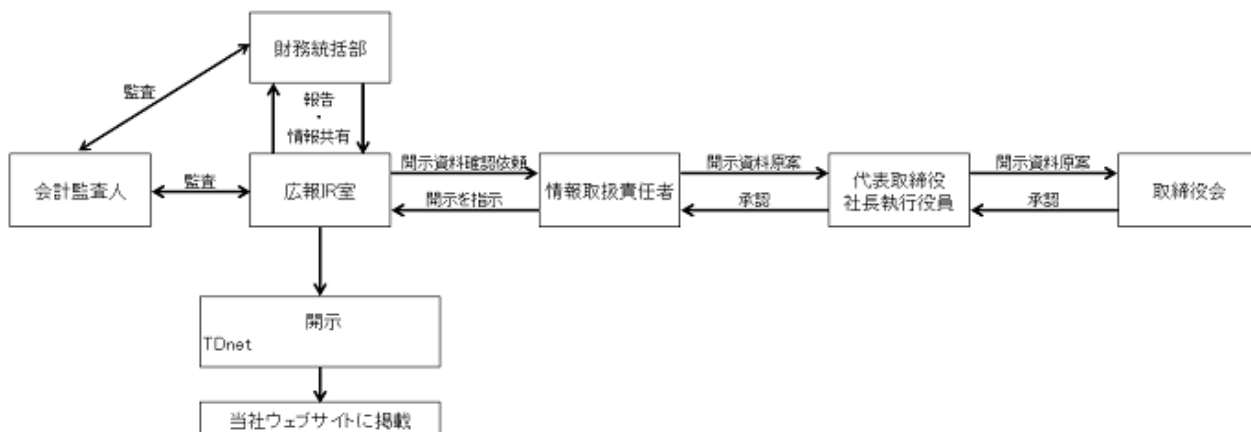 財務統括部
監査
報告
・
情報共有
会計監査人
監査
広報IR室
開示資料確認依頼
開示を指示
情報取扱責任者
開示資料原案
承認
代表取締役
社長執行役員
開示資料原案
承認
取締役会
開示
TDnet
当社ウェブサイトに掲載